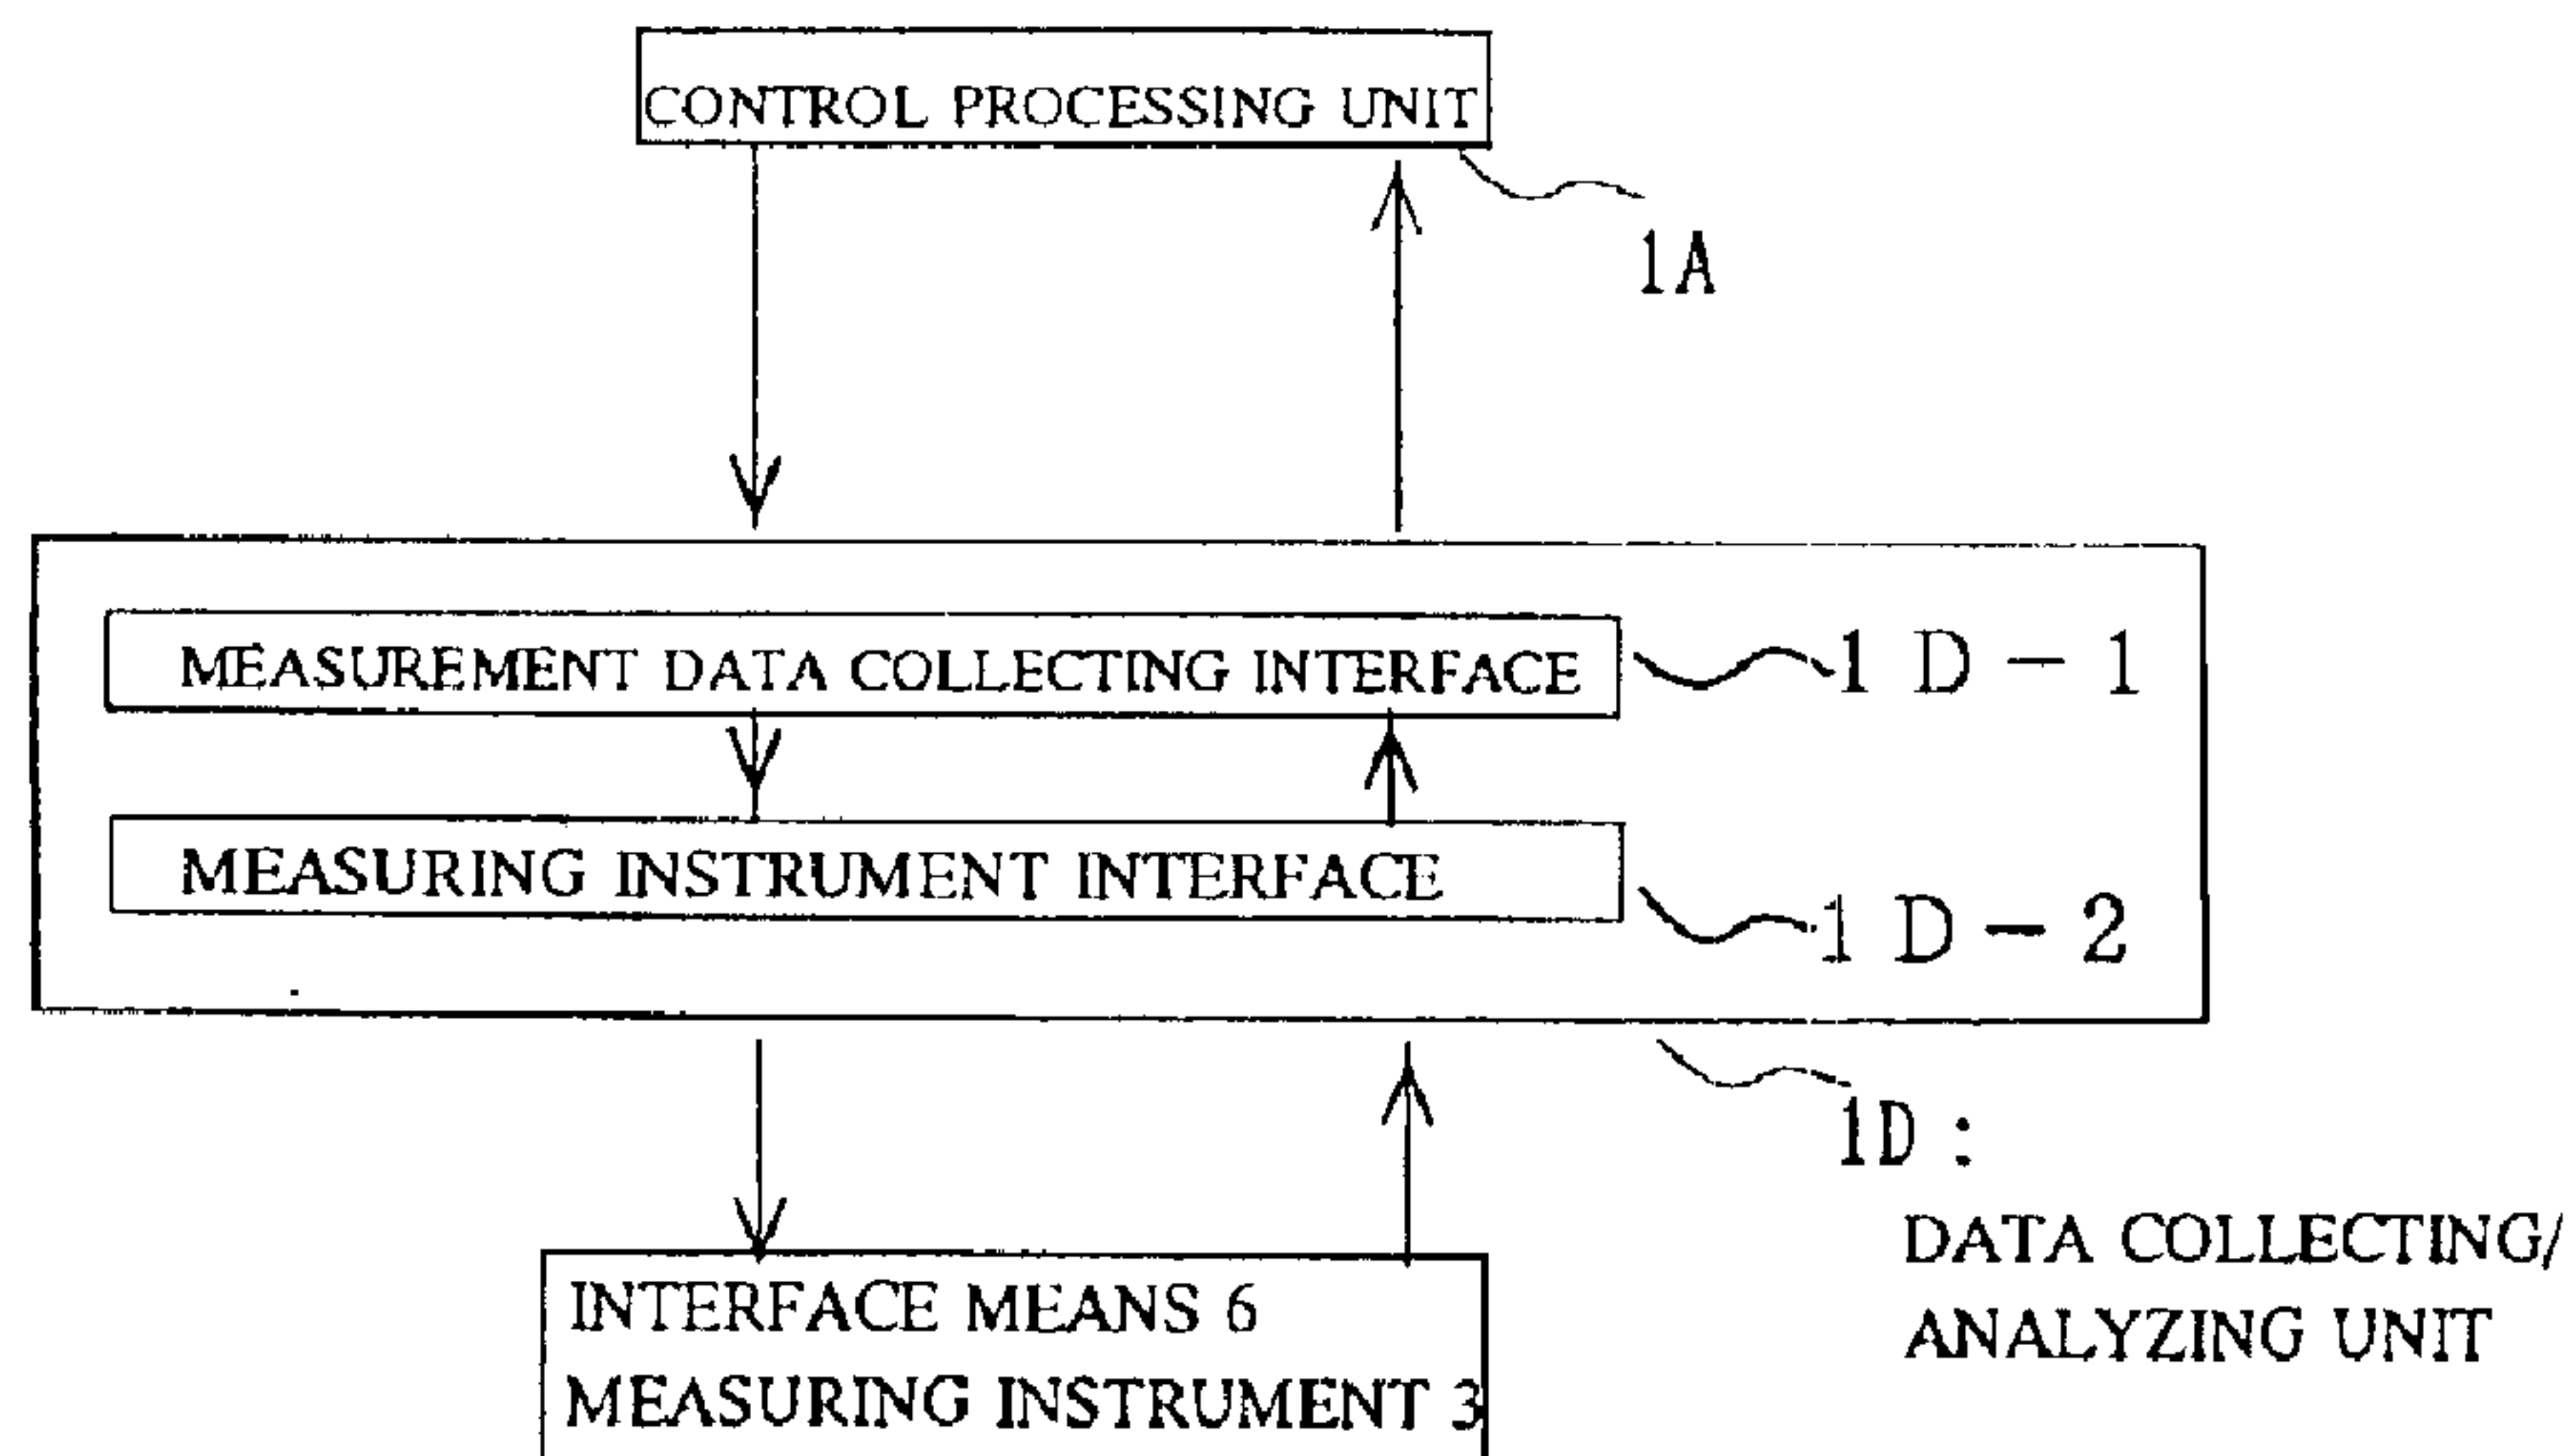 CONTROL PROCESSING UNIT
1A
MEASUREMENT DATA COLLECTING INTERFACE
1 D - 1
MEASURING INSTRUMENT INTERFACE
1 D - 2
1D :
DATA COLLECTING/
ANALYZING UNIT
INTERFACE MEANS 6
MEASURING INSTRUMENT 3